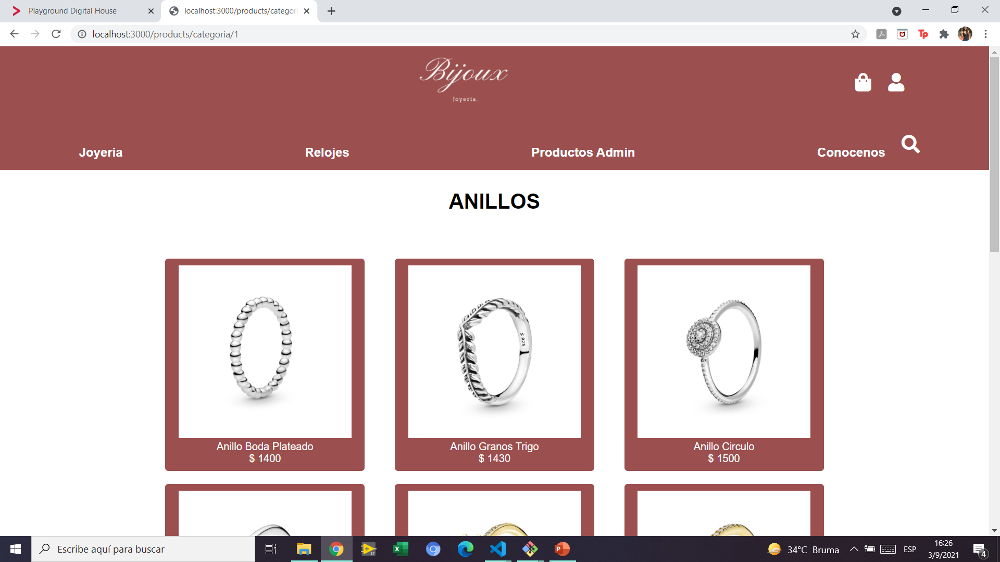 Playground Digital House
localhost:3000/products/categori
localhost:3000/products/categoria/1
Bijoux
Joyería.
Joyeria
Relojes
Productos Admin
Conocenos
ANILLOS
S 925
Anillo Boda Plateado
$ 1400
Anillo Granos Trigo
$ 1430
Anillo Circulo
$ 1500
Escribe aquí para buscar
34°C Bruma
ESP
16:26
3/9/2021
4